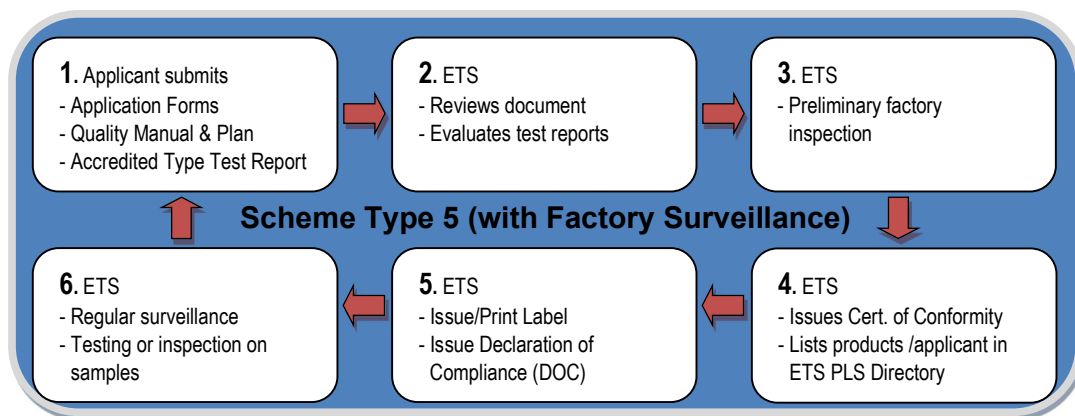 1. Applicant submits
- Application Forms
- Quality Manual & Plan
- Accredited Type Test Report
2. ETS
- Reviews document
- Evaluates test reports
3. ETS
- Preliminary factory
inspection
Scheme Type 5 (with Factory Surveillance)
4. ETS
- Issues Cert. of Conformity
- Lists products /applicant in
ETS PLS Directory
5. ETS
- Issue/Print Label
- Issue Declaration of
Compliance (DOC)
6. ETS
- Regular surveillance
- Testing or inspection on
samples